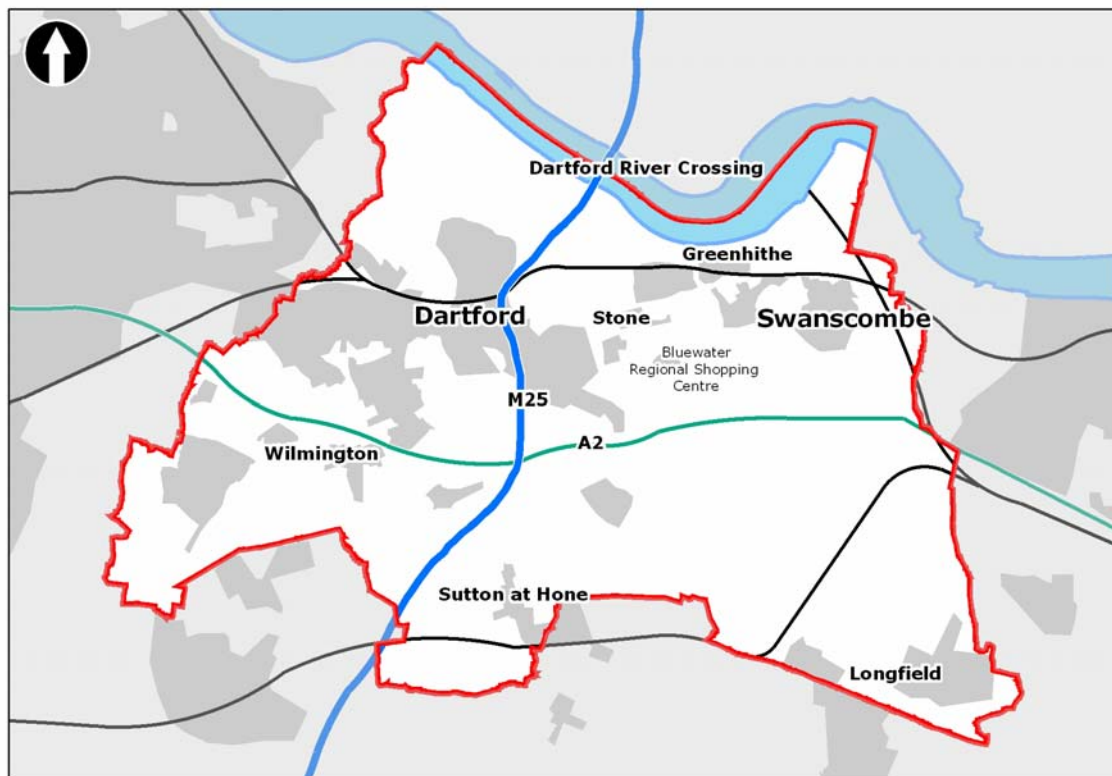 Dartford River Crossing
Greenhithe
Dartford
Stone
Swanscombe
Bluewater
Regional Shopping
Centre
M25
A2
Wilmington
Sutton at Hone
Longfield